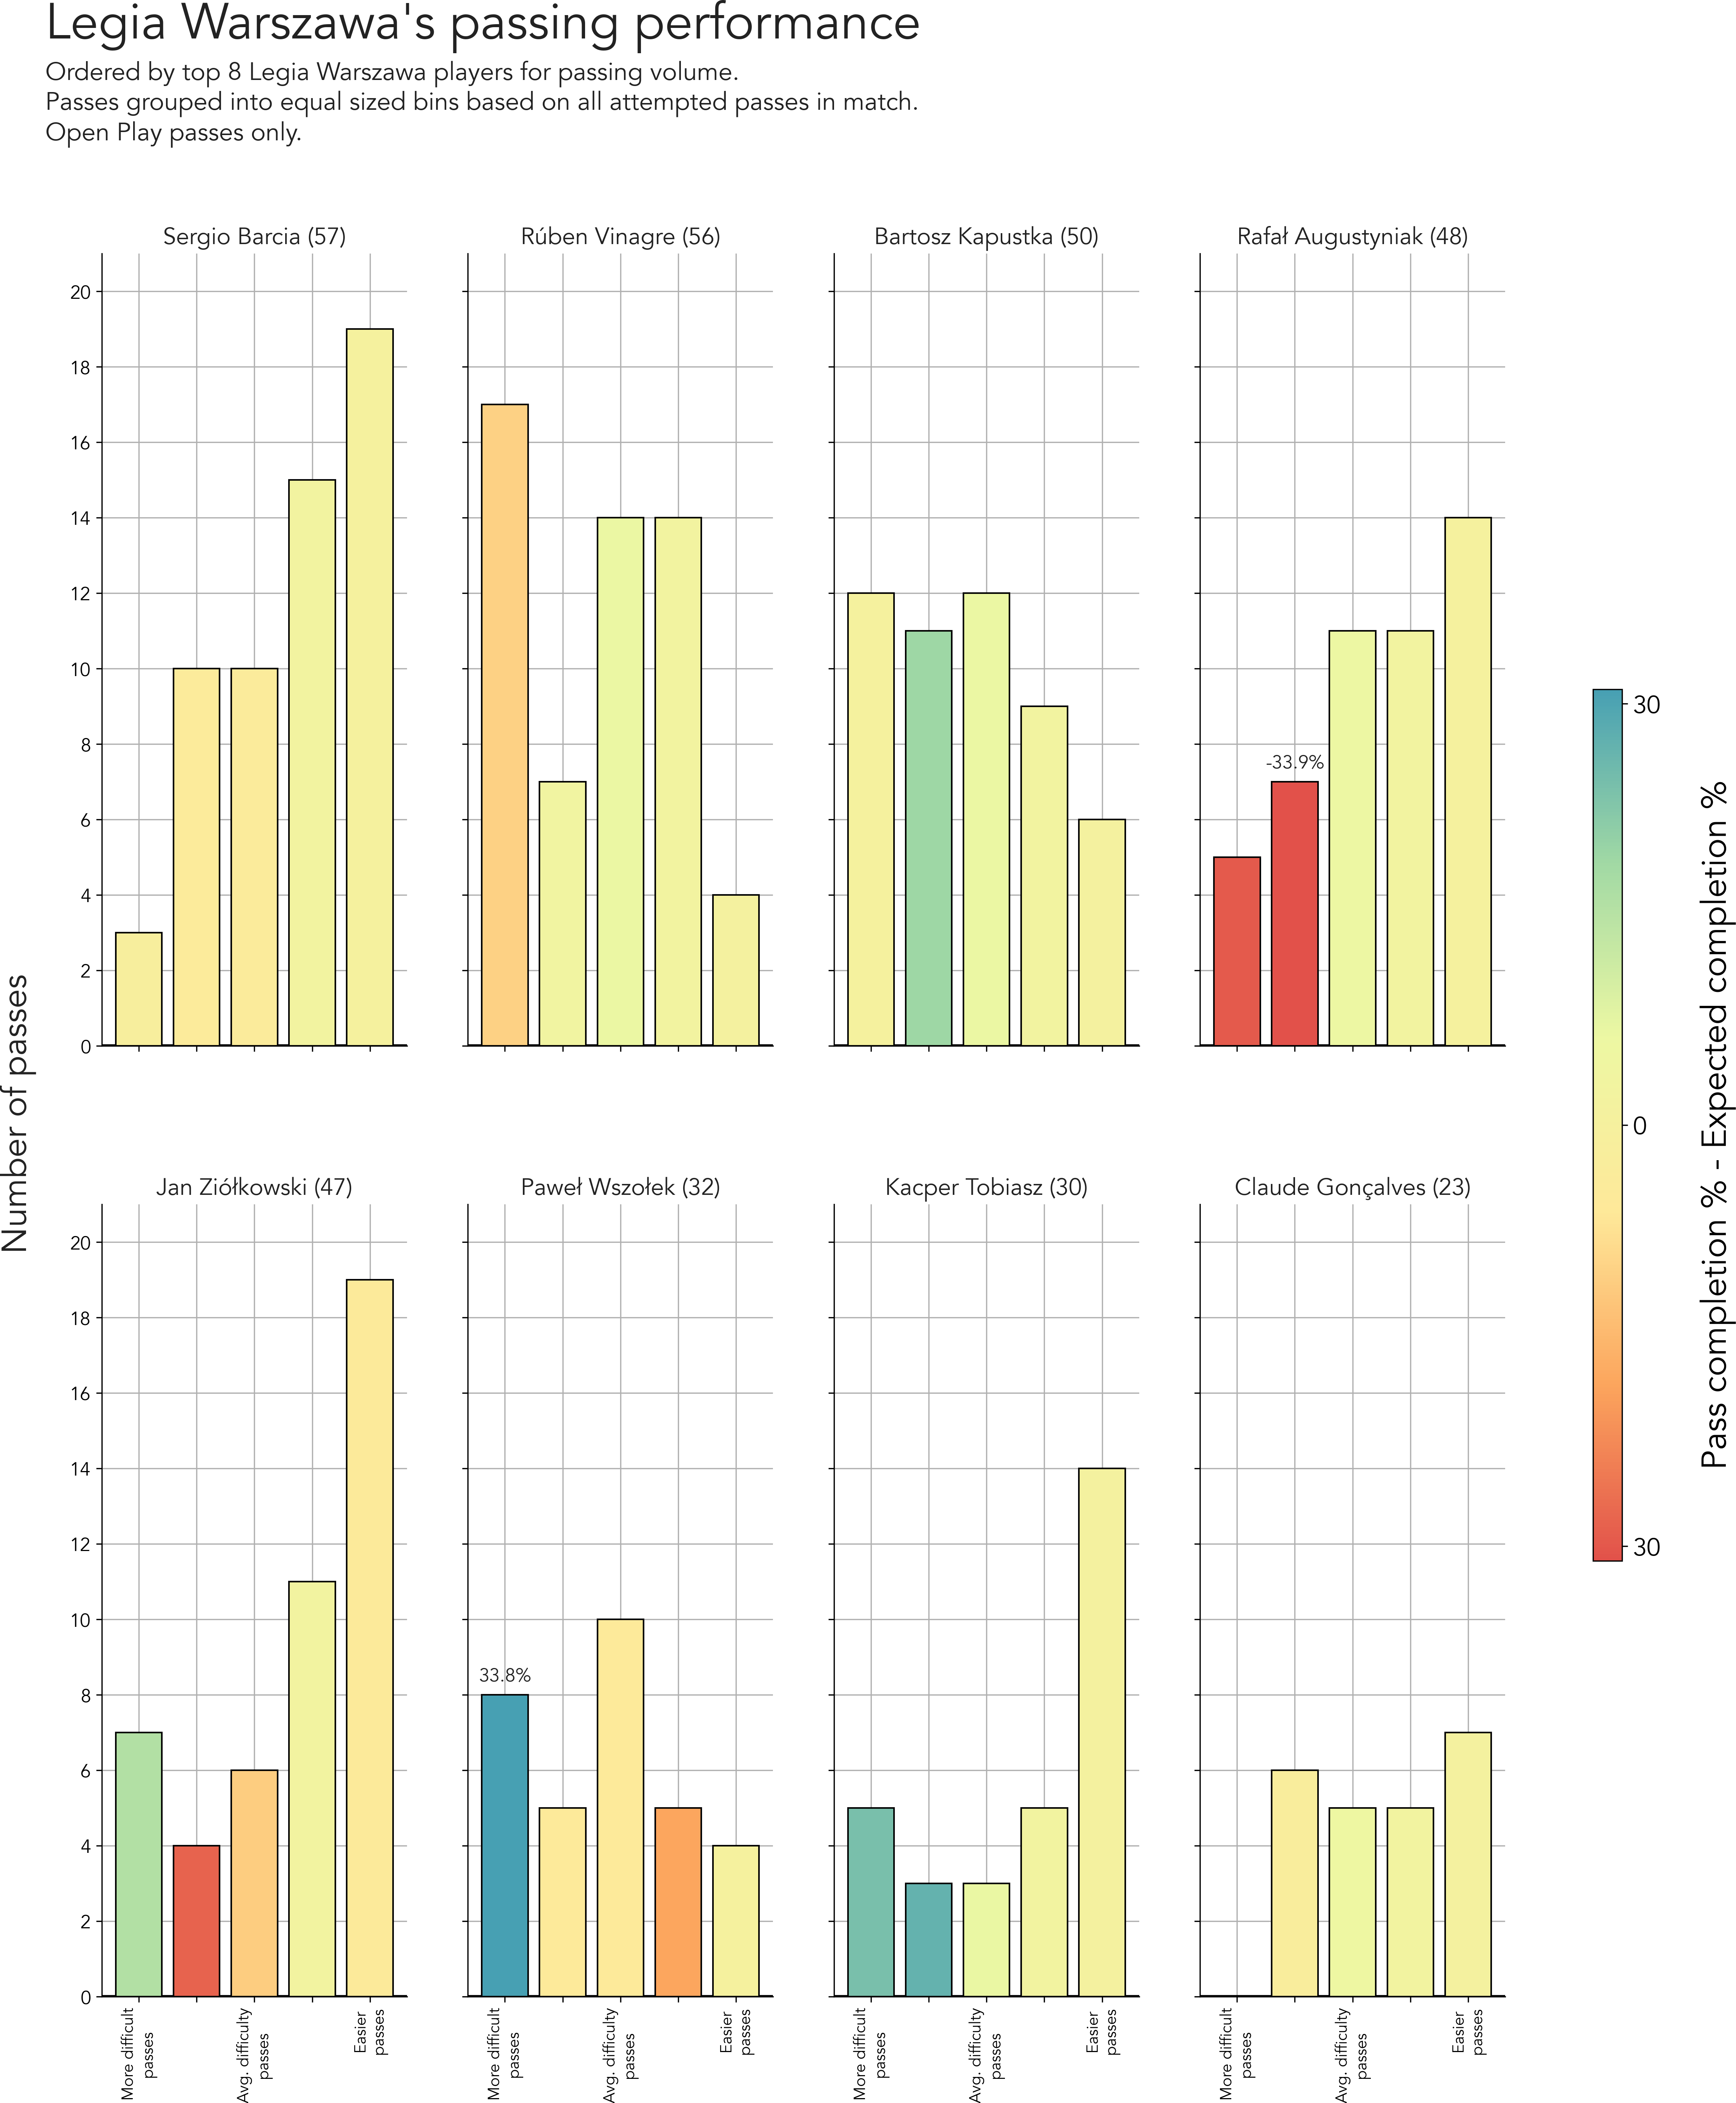 Legia Warszawa's passing performance
Ordered by top 8 Legia Warszawa players for passing volume.
Passes grouped into equal sized bins based on all attempted passes in match.
Open Play passes only.
Number of passes
Sergio Barcia (57)
20
18
16
14
12
10
8
6
4
2
0
Rúben Vinagre (56)
Bartosz Kapustka (50)
Rafał Augustyniak (48)
-33.9%
Jan Ziółkowski (47)
20
18
16
14
12
10
8
6
4
2
0
More difficult
passes
Avg. difficulty
passes
Easier
passes
Paweł Wszołek (32)
33.8%
More difficult
passes
Avg. difficulty
passes
Easier
passes
Kacper Tobiasz (30)
More difficult
passes
Avg. difficulty
passes
Easier
passes
Claude Gonçalves (23)
More difficult
passes
Avg. difficulty
passes
Easier
passes
30
0
30
Pass completion % - Expected completion %